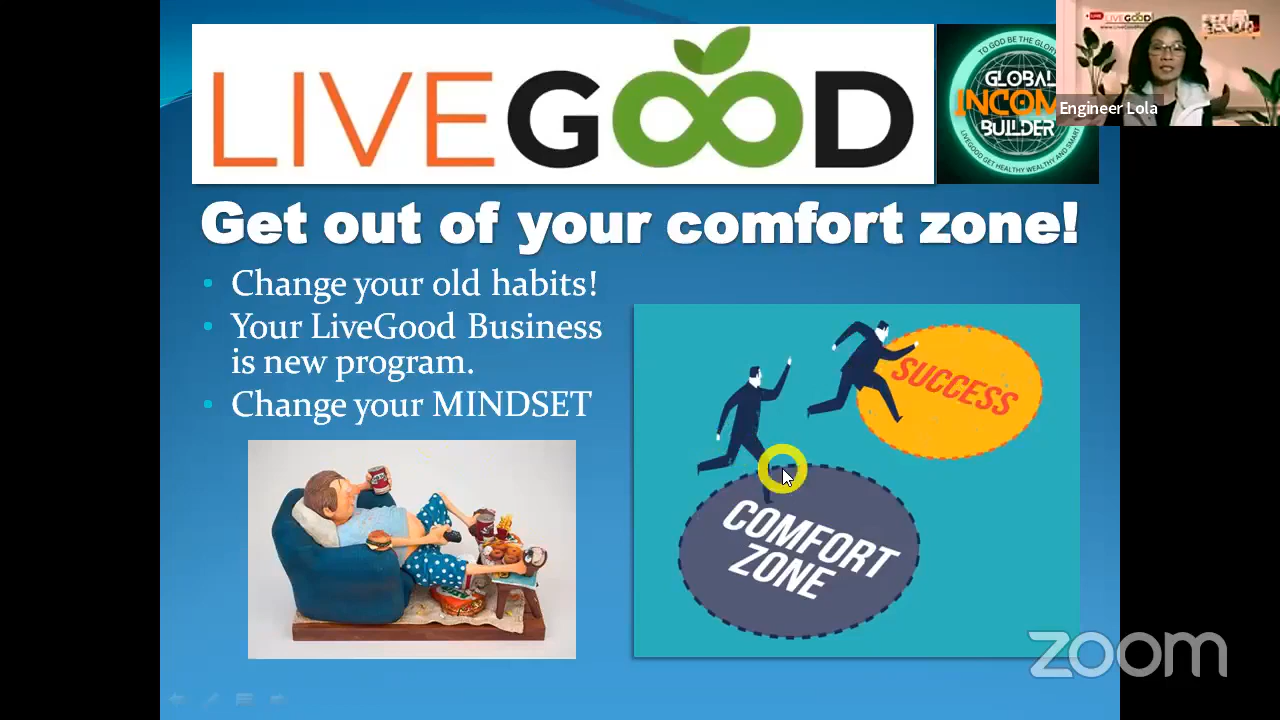 LIVEGOOD
TO GOD BE THE GLORY
GLOBAL
INCOM
BUILDER
LIVEGOOD GET HEALTHY WEALTHY AND SMART
Engineer Lola
Get out of your comfort zone!
Change your old habits!
Your LiveGood Business
is new program.
Change your MINDSET
SUCCESS
COMFORT
ZONE
zoom